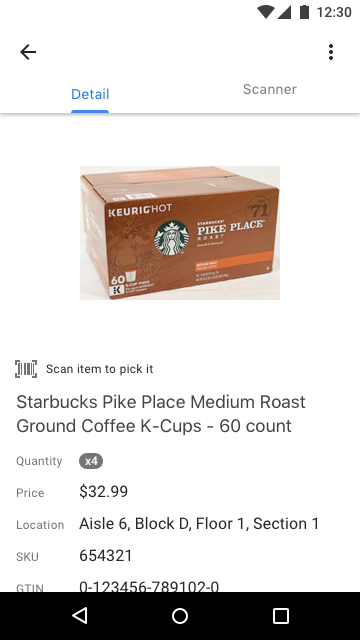 12:30
Detail
Scanner
KEURIG HOT
STARBUCKS
'71
PIKE PLACE
ROAST
60
K
Scan item to pick it
Starbucks Pike Place Medium Roast
Ground Coffee K-Cups - 60 count
Quantity x4
Price $32.99
Location Aisle 6, Block D, Floor 1, Section 1
SKU 654321
GTIN 0-123456-789102-0